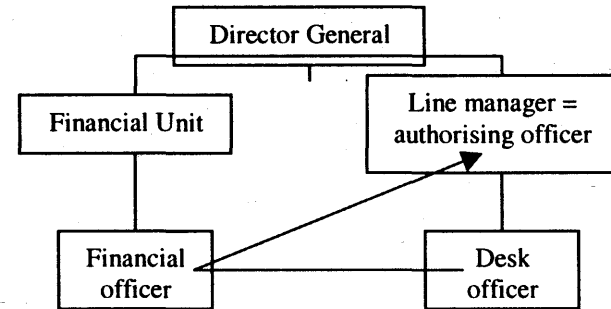 Director General
Financial Unit
Line manager =
authorising officer
Financial
officer
Desk
officer